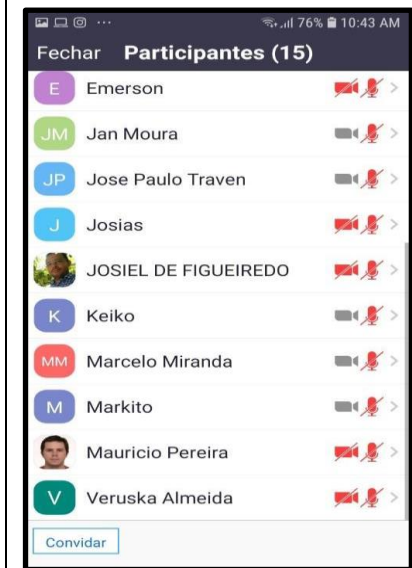 76% 10:43 AM
Fechar Participantes (15)
E Emerson
JM Jan Moura
JP Jose Paulo Traven
J Josias
JOSIEL DE FIGUEIREDO
K Keiko
MM Marcelo Miranda
M Markito
Mauricio Pereira
V Veruska Almeida
Convidar